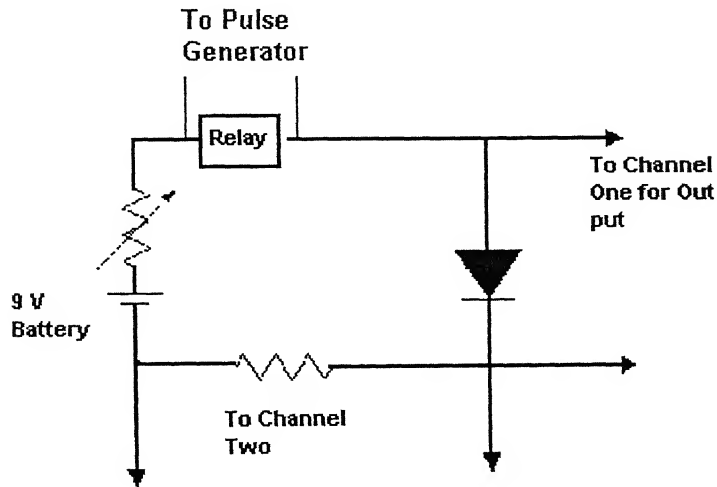 To Pulse
Generator
Relay
To Channel
One for Out
put
9 V
Battery
To Channel
Two